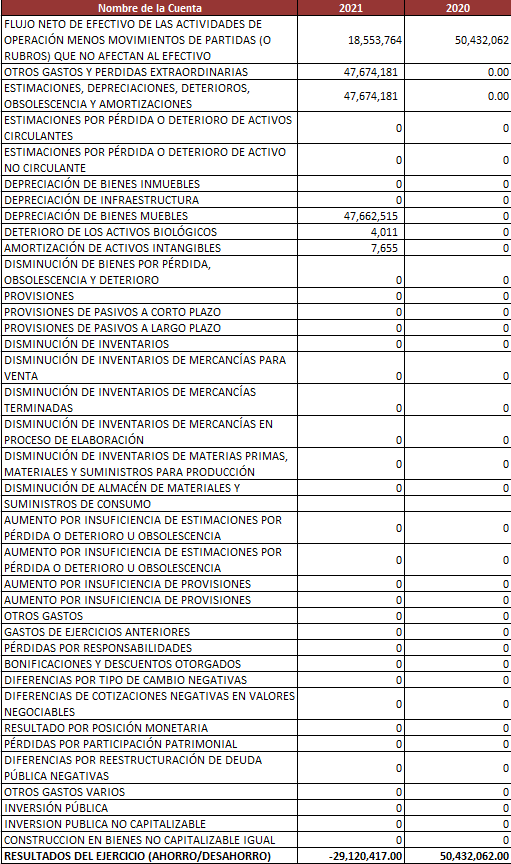 Nombre de la Cuenta 2021 2020
FLUJO NETO DE EFECTIVO DE LAS ACTIVIDADES DE
OPERACIÓN MENOS MOVIMIENTOS DE PARTIDAS (O 18,553,764 50,432,062
RUBROS) QUE NO AFECTAN AL EFECTIVO
OTROS GASTOS Y PERDIDAS EXTRAORDINARIAS 47,674,181 0.00
ESTIMACIONES, DEPRECIACIONES, DETERIOROS, 47,674,181 0.00
OBSOLESCENCIA Y AMORTIZACIONES
ESTIMACIONES POR PÉRDIDA O DETERIORO DE ACTIVOS 0 0
CIRCULANTES
ESTIMACIONES POR PÉRDIDA O DETERIORO DE ACTIVO
NO CIRCULANTE 0 0
DEPRECIACIÓN DE BIENES INMUEBLES 0 0
DEPRECIACIÓN DE INFRAESTRUCTURA 0 0
DEPRECIACIÓN DE BIENES MUEBLES 47,662,515 0
DETERIORO DE LOS ACTIVOS BIOLÓGICOS 4,011 0
AMORTIZACIÓN DE ACTIVOS INTANGIBLES 7,655 0
DISMINUCIÓN DE BIENES POR PÉRDIDA,
OBSOLESCENCIA Y DETERIORO 0 0
PROVISIONES 0 0
PROVISIONES DE PASIVOS A CORTO PLAZO 0 0
PROVISIONES DE PASIVOS A LARGO PLAZO 0 0
DISMINUCIÓN DE INVENTARIOS 0 0
DISMINUCIÓN DE INVENTARIOS DE MERCANCÍAS PARA
VENTA 0 0
DISMINUCIÓN DE INVENTARIOS DE MERCANCÍAS
TERMINADAS 0 0
DISMINUCIÓN DE INVENTARIOS DE MERCANCÍAS EN
PROCESO DE ELABORACIÓN 0 0
DISMINUCIÓN DE INVENTARIOS DE MATERIAS PRIMAS, 0 0
MATERIALES Y SUMINISTROS PARA PRODUCCIÓN
DISMINUCIÓN DE ALMACÉN DE MATERIALES Y 0 0
SUMINISTROS DE CONSUMO
AUMENTO POR INSUFICIENCIA DE ESTIMACIONES POR 0 0
PÉRDIDA O DETERIORO U OBSOLESCENCIA
AUMENTO POR INSUFICIENCIA DE ESTIMACIONES POR
PÉRDIDA O DETERIORO U OBSOLESCENCIA 0 0
AUMENTO POR INSUFICIENCIA DE PROVISIONES 0 0
AUMENTO POR INSUFICIENCIA DE PROVISIONES 0 0
OTROS GASTOS 0 0
GASTOS DE EJERCICIOS ANTERIORES 0 0
PÉRDIDAS POR RESPONSABILIDADES 0 0
BONIFICACIONES Y DESCUENTOS OTORGADOS 0 0
DIFERENCIAS POR TIPO DE CAMBIO NEGATIVAS 0 0
DIFERENCIAS DE COTIZACIONES NEGATIVAS EN VALORES 0 0
NEGOCIABLES
RESULTADO POR POSICIÓN MONETARIA 0 0
PÉRDIDAS POR PARTICIPACIÓN PATRIMONIAL 0 0
DIFERENCIAS POR REESTRUCTURACIÓN DE DEUDA 0 0
PÚBLICA NEGATIVAS
OTROS GASTOS VARIOS 0 0
INVERSIÓN PÚBLICA 0 0
INVERSION PUBLICA NO CAPITALIZABLE 0 0
CONSTRUCCION EN BIENES NO CAPITALIZABLE IGUAL 0 0
RESULTADOS DEL EJERCICIO (AHORRO/DESAHORRO) -29,120,417.00 50,432,062.00